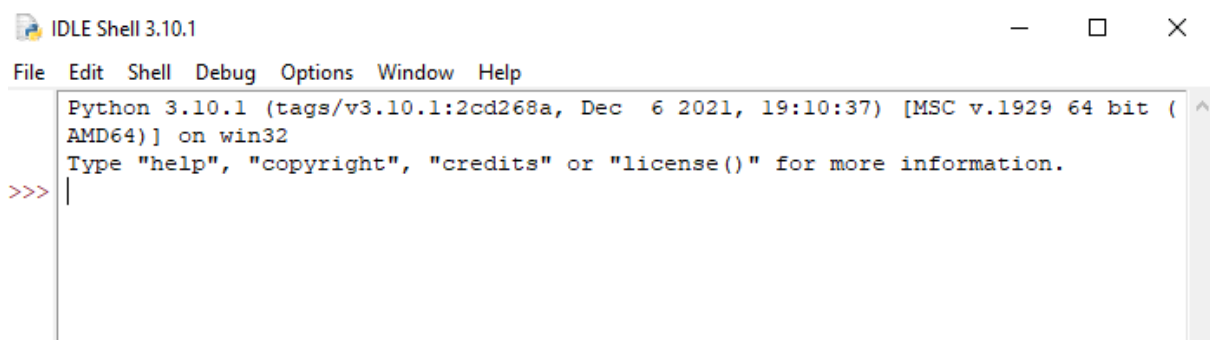 IDLE Shell 3.10.1
File Edit Shell Debug Options Window Help
Python 3.10.1 (tags/v3.10.1:2cd268a, Dec  6 2021, 19:10:37) [MSC v.1929 64 bit (
AMD64)] on win32
Type "help", "copyright", "credits" or "license()" for more information.
>>>